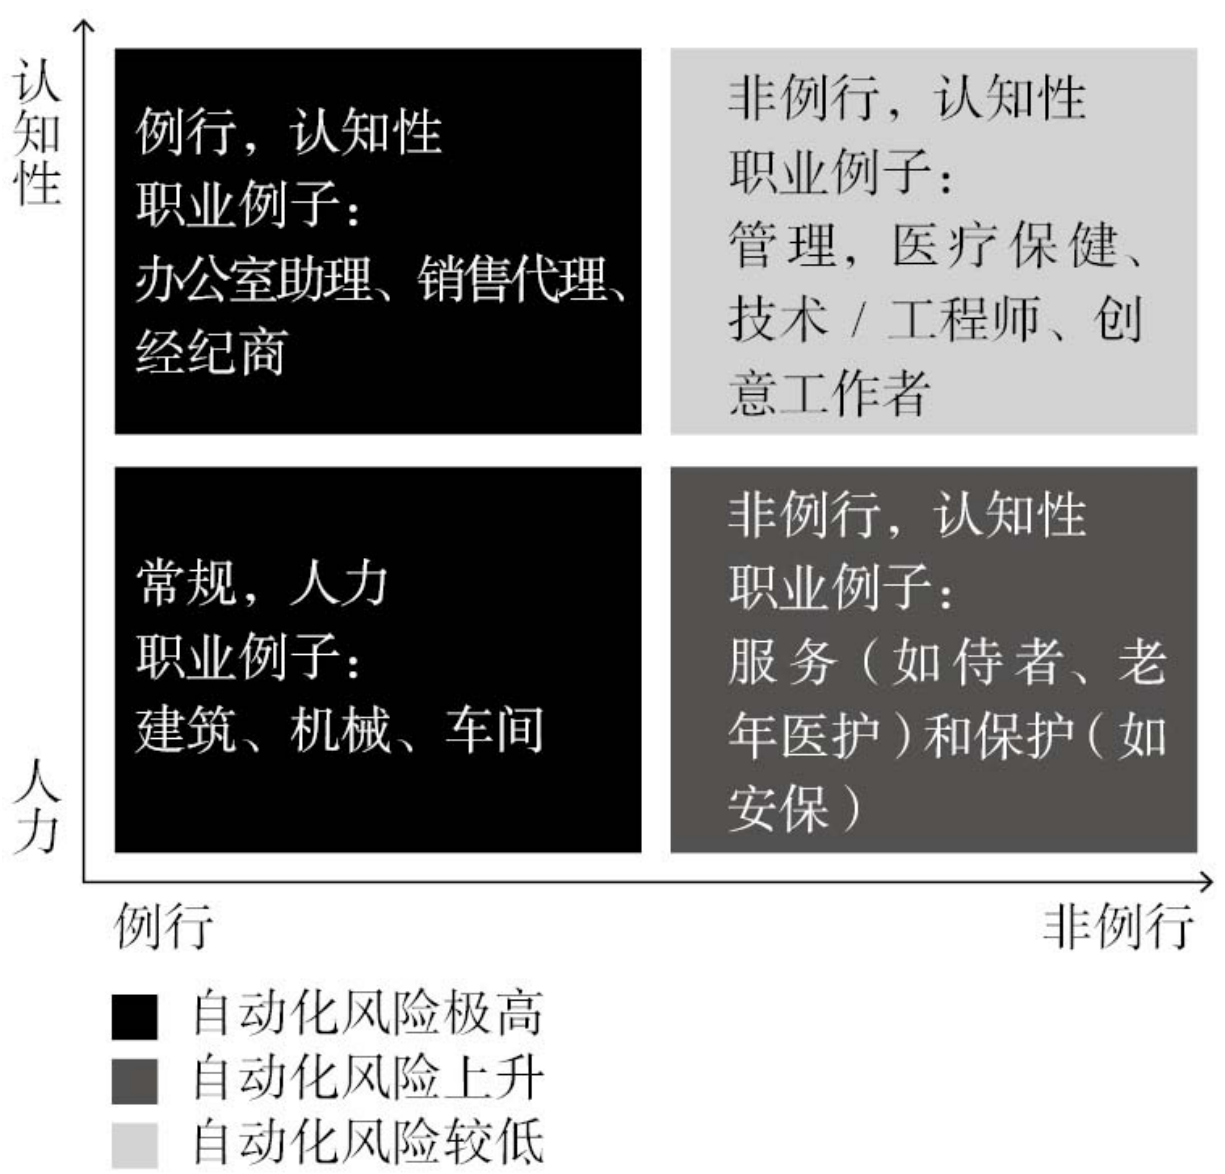 认知性
例行，认知性
职业例子：
办公室助理、销售代理、
经纪商
非例行，认知性
职业例子：
管理，医疗保健、
技术 / 工程师、创
意工作者
人力
常规，人力
职业例子：
建筑、机械、车间
非例行，认知性
职业例子：
服务（如侍者、老
年医护）和保护（如
安保）
例行
非例行
自动化风险极高
自动化风险上升
自动化风险较低